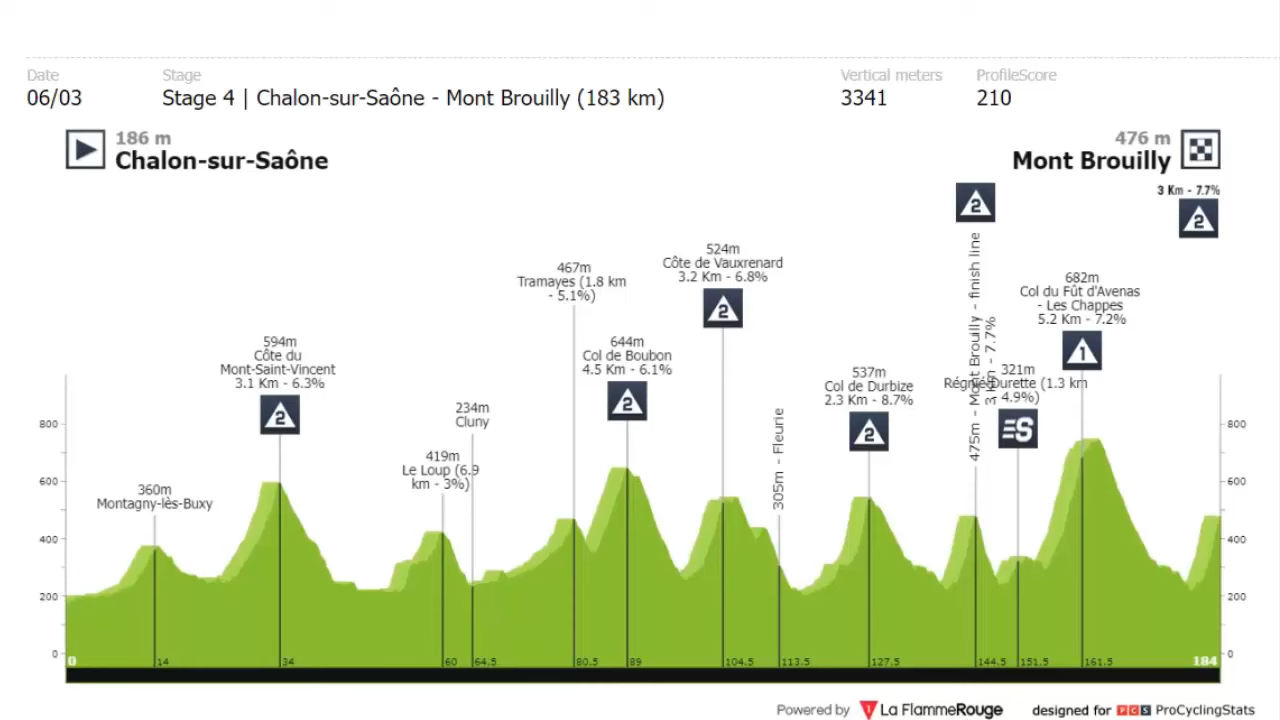 Date
Stage
Vertical meters
ProfileScore
06/03
Stage 4 | Chalon-sur-Saône - Mont Brouilly (183 km)
3341
210
186 m
Chalon-sur-Saône
476 m
Mont Brouilly
3 Km - 7.7%
2
2
475m - Mont Brouilly - finish line
3 Km - 7.7%
524m
Côte de Vauxrenard
3.2 Km - 6.8%
2
467m
Tramayes (1.8 km
- 5.1%)
682m
Col du Fût d'Avenas
- Les Chappes
5.2 Km - 7.2%
1
594m
Côte du
Mont-Saint-Vincent
3.1 Km - 6.3%
2
644m
Col de Boubon
4.5 Km - 6.1%
2
537m
Col de Durbize
2.3 Km - 8.7%
2
321m
Régnié-Durette (1.3 km
- 4.9%)
S
234m
Cluny
305m - Fleurie
419m
Le Loup (6.9
km - 3%)
360m
Montagny-lès-Buxy
800
800
600
600
400
400
200
200
0
0
0
14
34
60
64.5
80.5
89
104.5
113.5
127.5
144.5
151.5
161.5
184
Powered by La FlammeRouge
designed for PCS ProCyclingStats